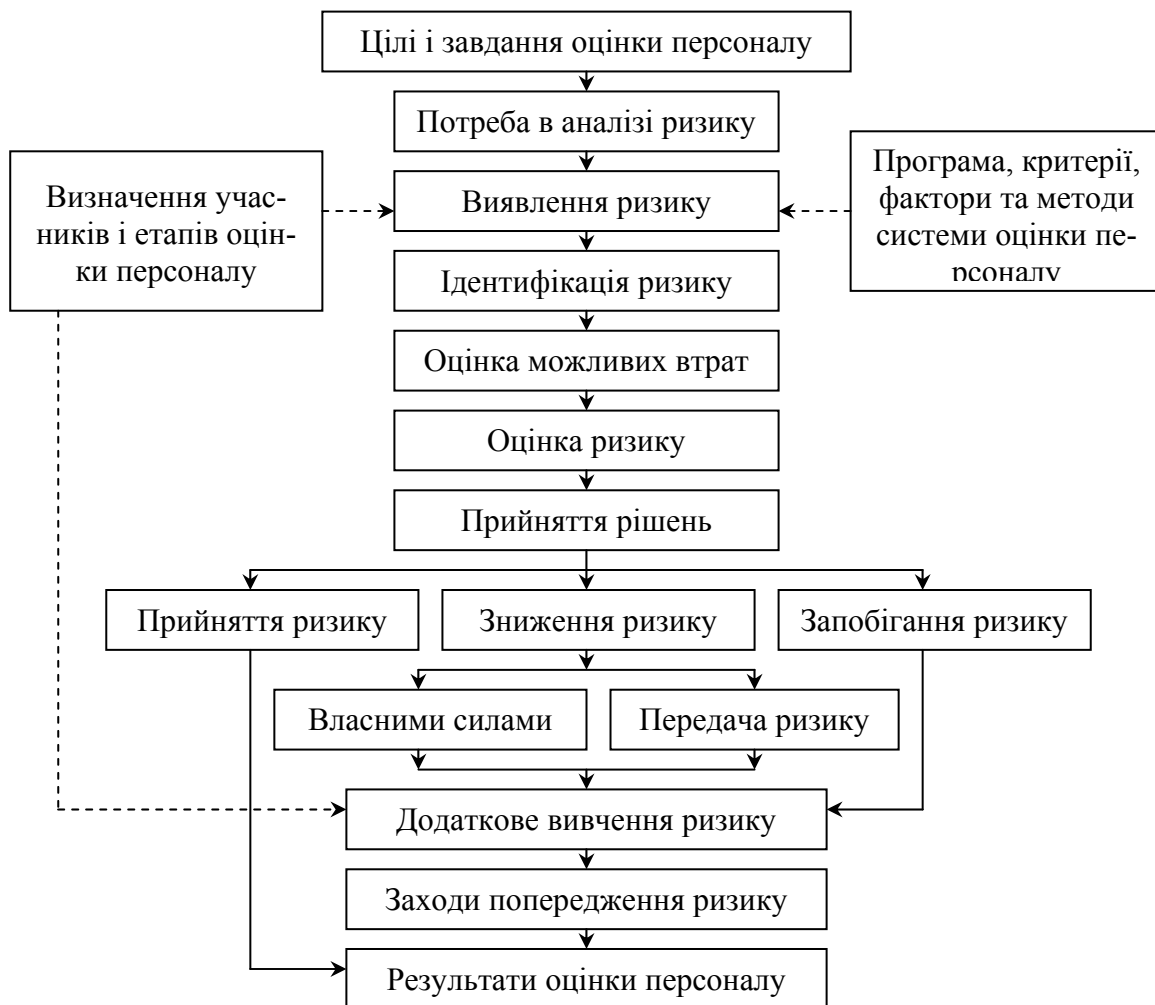 Цілі і завдання оцінки персоналу
Потреба в аналізі ризику
Визначення учас-
ників і етапів оцін-
ки персоналу
Виявлення ризику
Програма, критерії,
фактори та методи
системи оцінки пе-
рсоналу
Ідентифікація ризику
Оцінка можливих втрат
Оцінка ризику
Прийняття рішень
Прийняття ризику
Зниження ризику
Запобігання ризику
Власними силами
Передача ризику
Додаткове вивчення ризику
Заходи попередження ризику
Результати оцінки персоналу